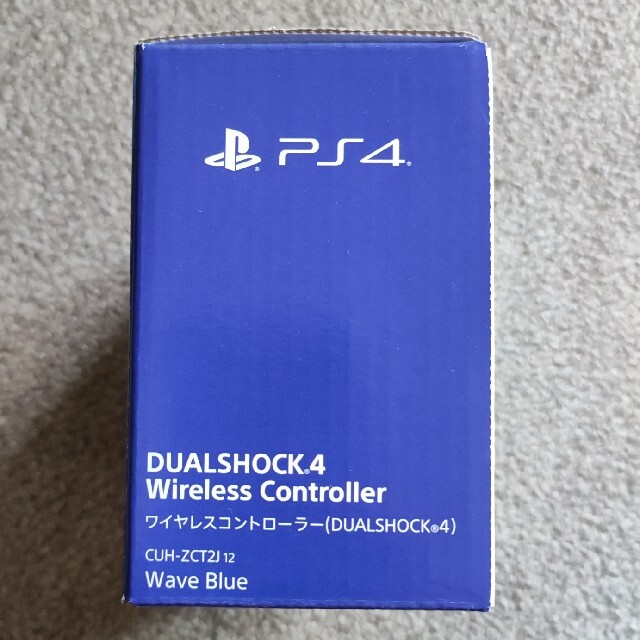 PS4®
DUALSHOCK®4
Wireless Controller
ワイヤレスコントローラー(DUALSHOCK®4)
CUH-ZCT2J 12
Wave Blue